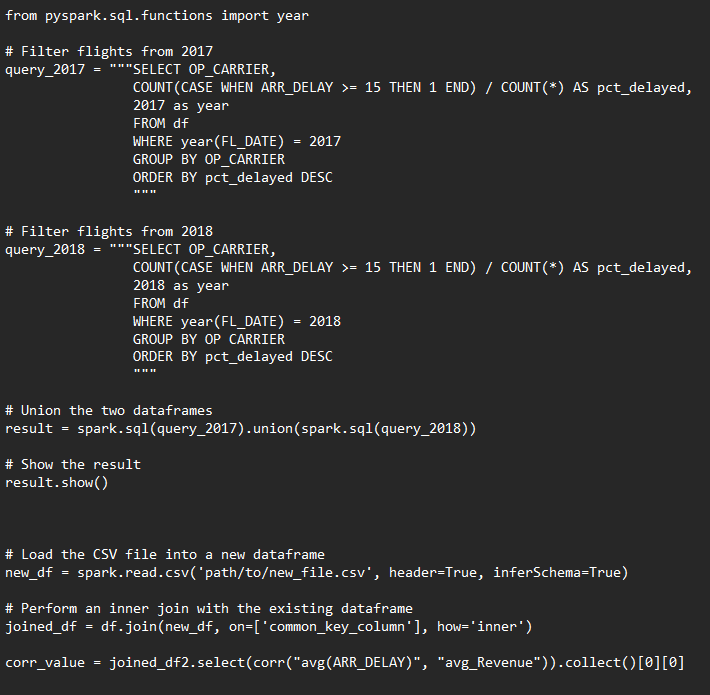 from pyspark.sql.functions import year
# Filter flights from 2017
query_2017 = """SELECT OP_CARRIER,
COUNT(CASE WHEN ARR_DELAY >= 15 THEN 1 END) / COUNT(*) AS pct_delayed,
2017 as year
FROM df
WHERE year(FL_DATE) = 2017
GROUP BY OP_CARRIER
ORDER BY pct_delayed DESC
"""
# Filter flights from 2018
query_2018 = """SELECT OP_CARRIER,
COUNT(CASE WHEN ARR_DELAY >= 15 THEN 1 END) / COUNT(*) AS pct_delayed,
2018 as year
FROM df
WHERE year(FL_DATE) = 2018
GROUP BY OP CARRIER
ORDER BY pct_delayed DESC
"""
# Union the two dataframes
result = spark.sql(query_2017).union(spark.sql(query_2018))
# Show the result
result.show()
# Load the CSV file into a new dataframe
new_df = spark.read.csv('path/to/new_file.csv', header=True, inferSchema=True)
# Perform an inner join with the existing dataframe
joined_df = df.join(new_df, on=['common_key_column'], how='inner')
corr_value = joined_df2.select(corr("avg(ARR_DELAY)", "avg_Revenue")).collect()[0][0]